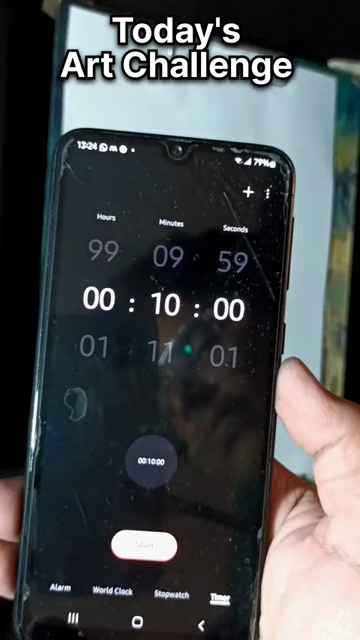 Today's
Art Challenge
13:24
79%
+
Hours Minutes Seconds
99 09 59
00 : 10 : 00
01 11 01
00:10:00
Start
Alarm World Clock Stopwatch Timer